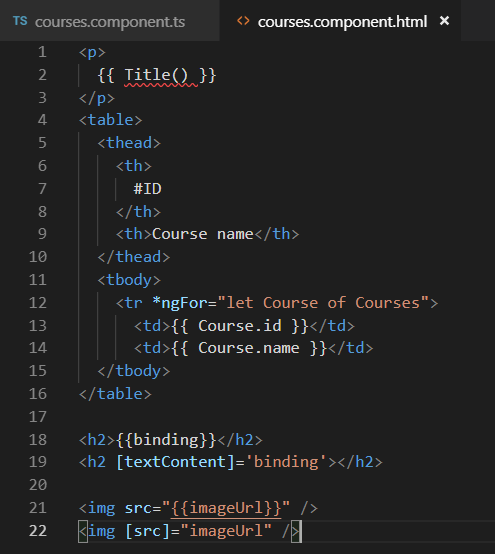 TS courses.component.ts <> courses.component.html ×
1 <p>
2   {{ Title() }}
3 </p>
4 <table>
5   <thead>
6     <th>
7       #ID
8     </th>
9     <th>Course name</th>
10   </thead>
11   <tbody>
12     <tr *ngFor="let Course of Courses">
13       <td>{{ Course.id }}</td>
14       <td>{{ Course.name }}</td>
15   </tbody>
16 </table>
17
18 <h2>{{binding}}</h2>
19 <h2 [textContent]='binding'></h2>
20
21 <img src="{{imageUrl}}" />
22 <img [src]="imageUrl" />